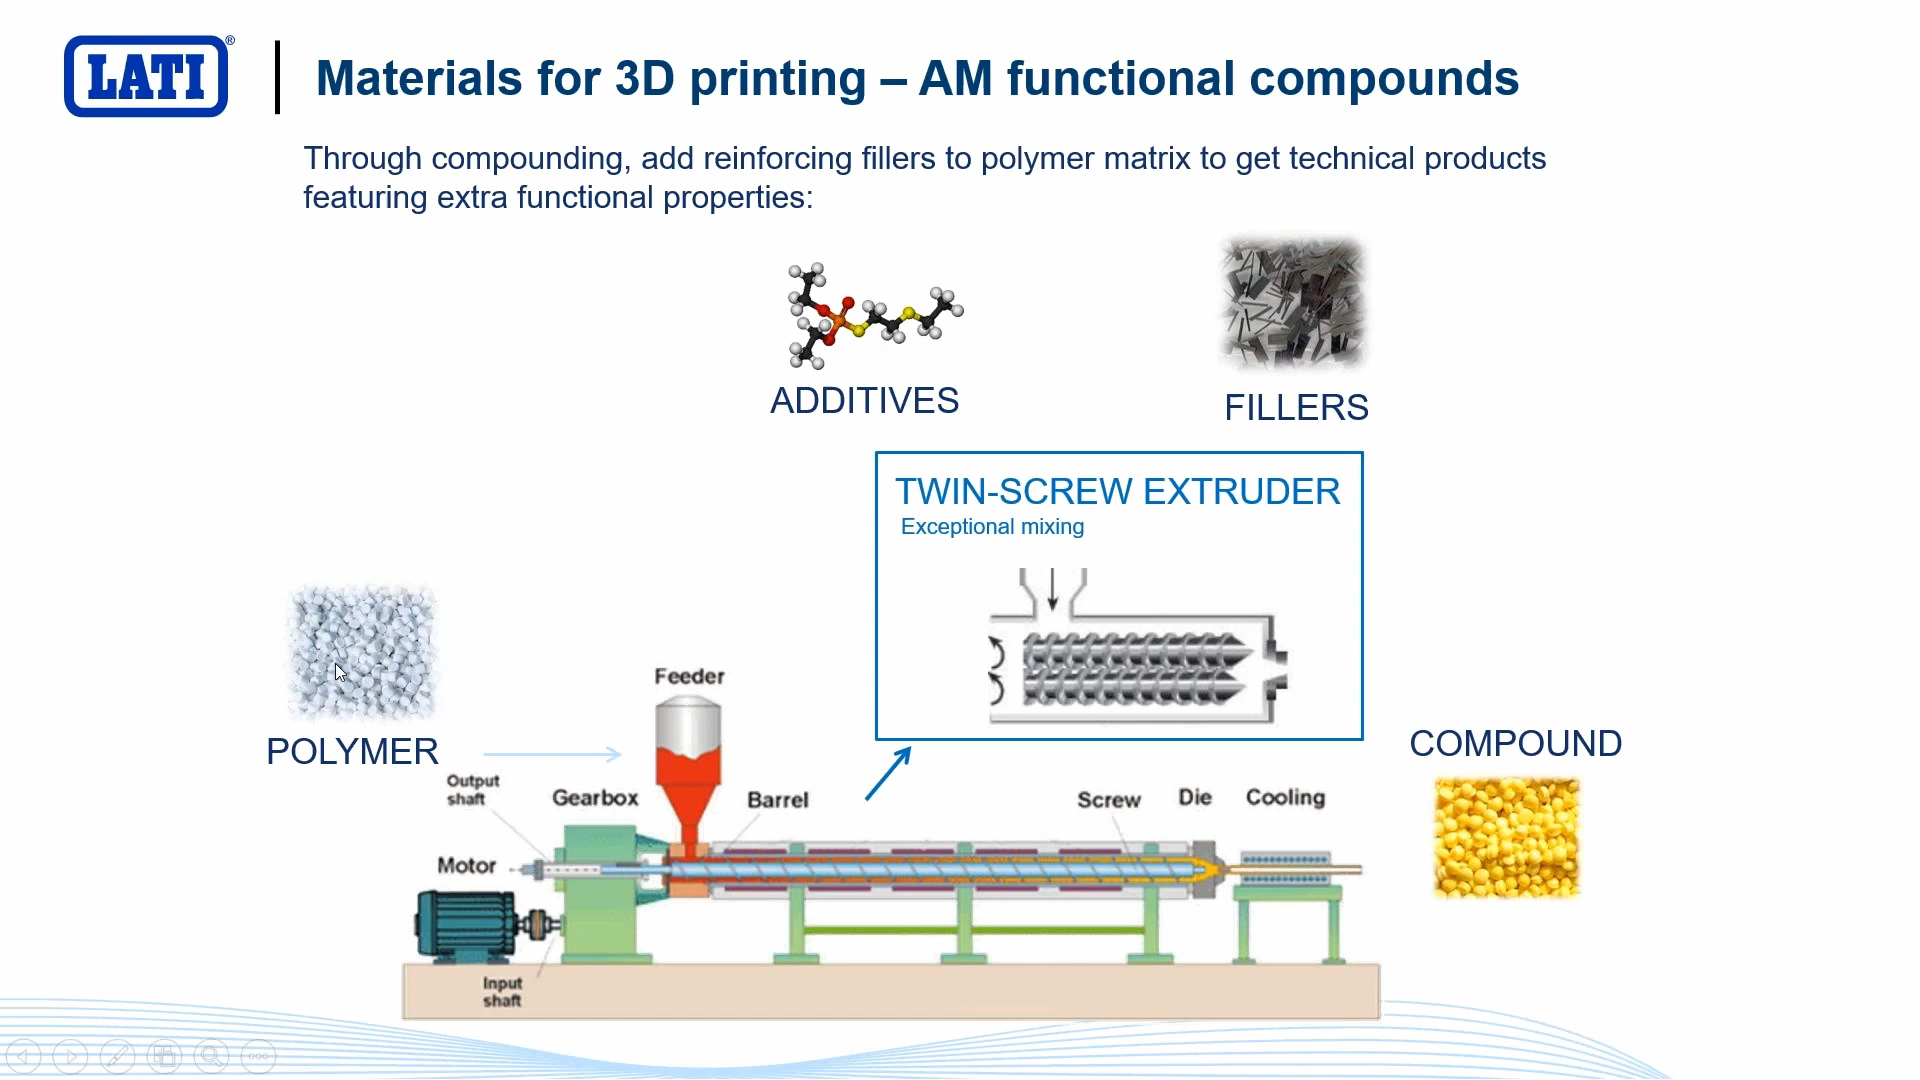 LATI®
Materials for 3D printing – AM functional compounds
Through compounding, add reinforcing fillers to polymer matrix to get technical products
featuring extra functional properties:
ADDITIVES
FILLERS
TWIN-SCREW EXTRUDER
Exceptional mixing
POLYMER
Feeder
COMPOUND
Output
shaft
Gearbox
Barrel
Screw
Die
Cooling
Motor
Input
shaft